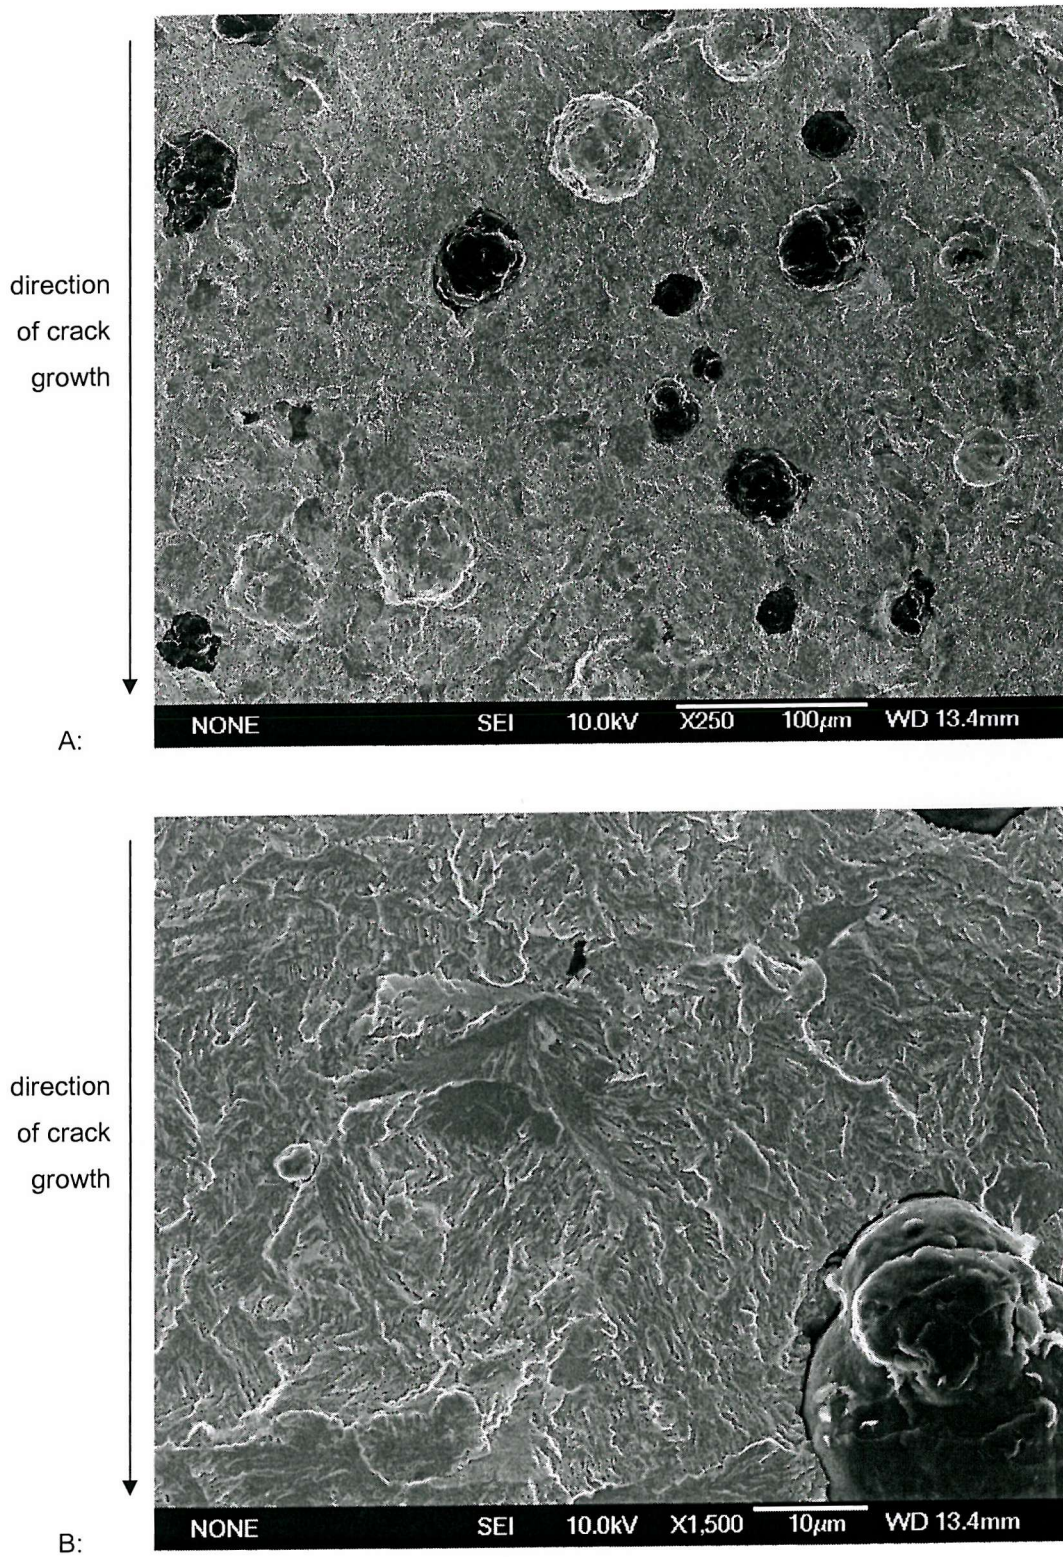 direction
of crack
growth
NONE SEI 10.0kV X250 100µm WD 13.4mm
A:
direction
of crack
growth
NONE SEI 10.0kV X1,500 10µm WD 13.4mm
B: